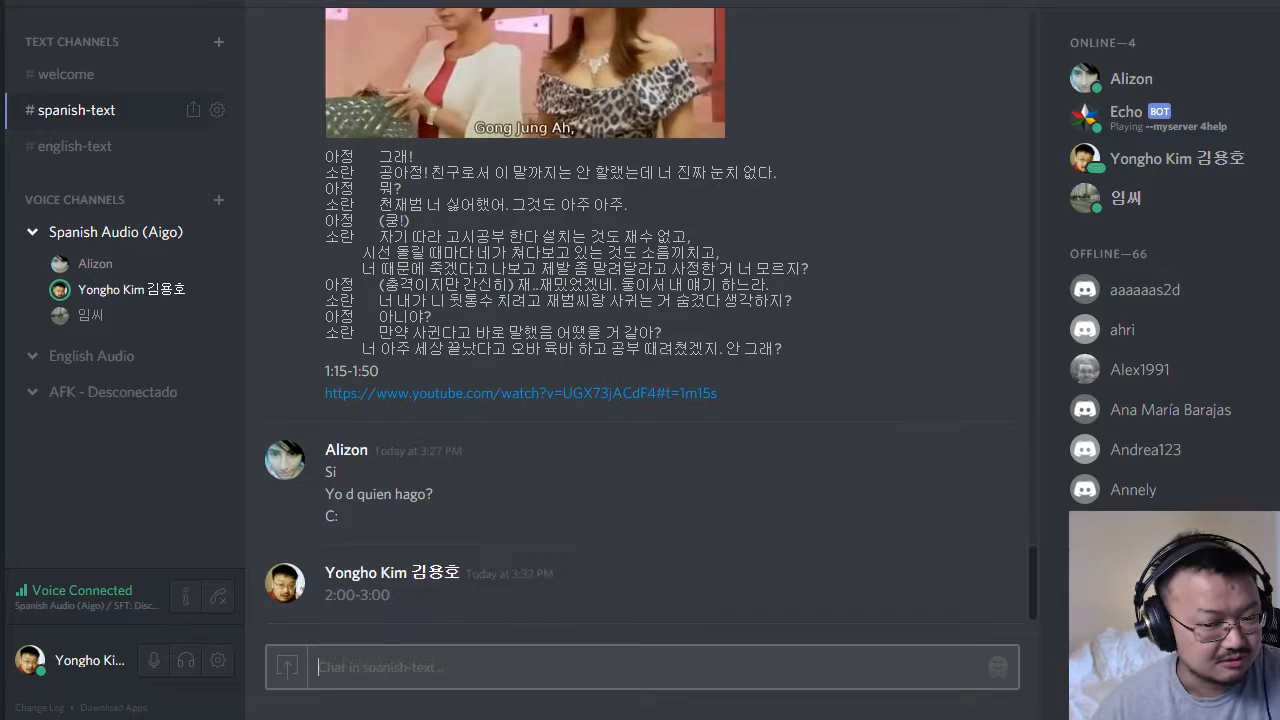 TEXT CHANNELS
# welcome
# spanish-text
# english-text
VOICE CHANNELS
Spanish Audio (Aigo)
Alizon
Yongho Kim 김용호
임씨
English Audio
AFK - Desconectado
Voice Connected
Spanish Audio (Aigo) / SFT: Disc...
Yongho Ki...
Change Log • Download Apps
Gong Jung Ah,
아정 그래!
소란 공아정! 친구로서 이 말까지는 안 할랬는데 너 진짜 눈치 없다.
아정 뭐?
소란 천재범 너 싫어했어. 그것도 아주 아주.
아정 (쿵!)
소란 자기 따라 고시공부 한다 설치는 것도 재수 없고,
시선 돌릴 때마다 네가 쳐다보고 있는 것도 소름끼치고,
너 때문에 죽겠다고 나보고 제발 좀 말려달라고 사정한 거 너 모르지?
아정 (충격이지만 간신히) 재..재밌었겠네. 둘이서 내 얘기 하느라.
소란 너 내가 니 뒷통수 치려고 재범씨랑 사귀는 거 숨겼다 생각하지?
아정 아니야?
소란 만약 사귄다고 바로 말했음 어땠을 거 같아?
너 아주 세상 끝났다고 오바 육바 하고 공부 때려쳤겠지. 안 그래?
1:15-1:50
https://www.youtube.com/watch?v=UGX73jACdF4#t=1m15s
Alizon Today at 3:27 PM
Si
Yo d quien hago?
C:
Yongho Kim 김용호 Today at 3:32 PM
2:00-3:00
Chat in spanish-text...
ONLINE—4
Alizon
Echo BOT
Playing --myserver 4help
Yongho Kim 김용호
임씨
OFFLINE—66
aaaaaas2d
ahri
Alex1991
Ana María Barajas
Andrea123
Annely